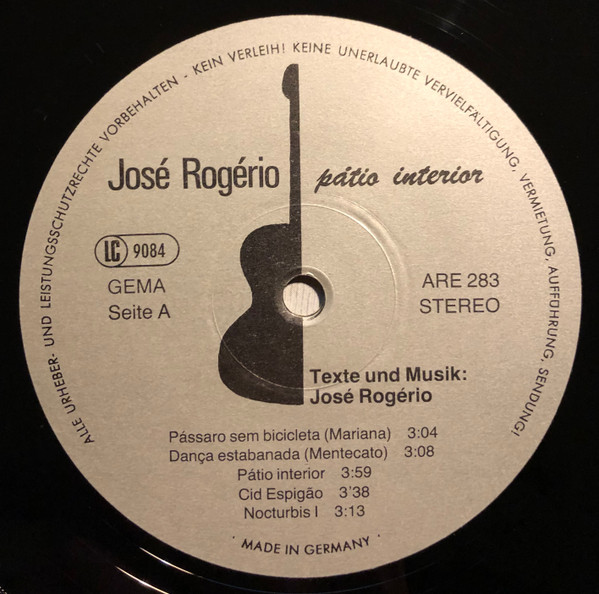 ALLE URHEBER- UND LEISTUNGSSCHUTZRECHTE VORBEHALTEN - KEIN VERLEIH! KEINE UNERLAUBTE VERVIELFÄLTIGUNG, VERMIETUNG, AUFFÜHRUNG, SENDUNG!
José Rogério pátio interior
LC 9084
GEMA
Seite A
ARE 283
STEREO
Texte und Musik:
José Rogério
Pássaro sem bicicleta (Mariana) 3:04
Dança estabanada (Mentecato) 3:08
Pátio interior 3:59
Cid Espigão 3'38
Nocturbis I 3:13
· MADE IN GERMANY ·